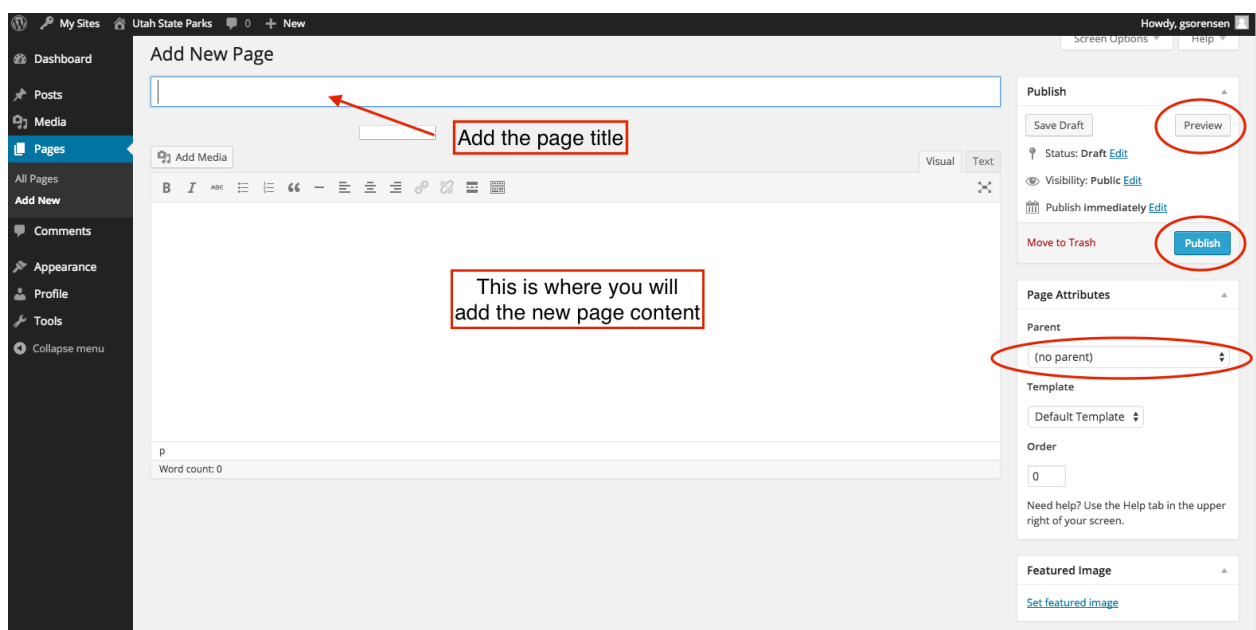 My Sites Utah State Parks 0 + New Howdy, gsorensen
Screen Options Help
Dashboard
Posts
Media
Pages
All Pages
Add New
Comments
Appearance
Profile
Tools
Collapse menu
Add New Page
Add the page title
Add Media
Visual Text
B I ABC
This is where you will
add the new page content
p
Word count: 0
Publish
Save Draft Preview
Status: Draft Edit
Visibility: Public Edit
Publish immediately Edit
Move to Trash Publish
Page Attributes
Parent
(no parent)
Template
Default Template
Order
0
Need help? Use the Help tab in the upper
right of your screen.
Featured Image
Set featured image